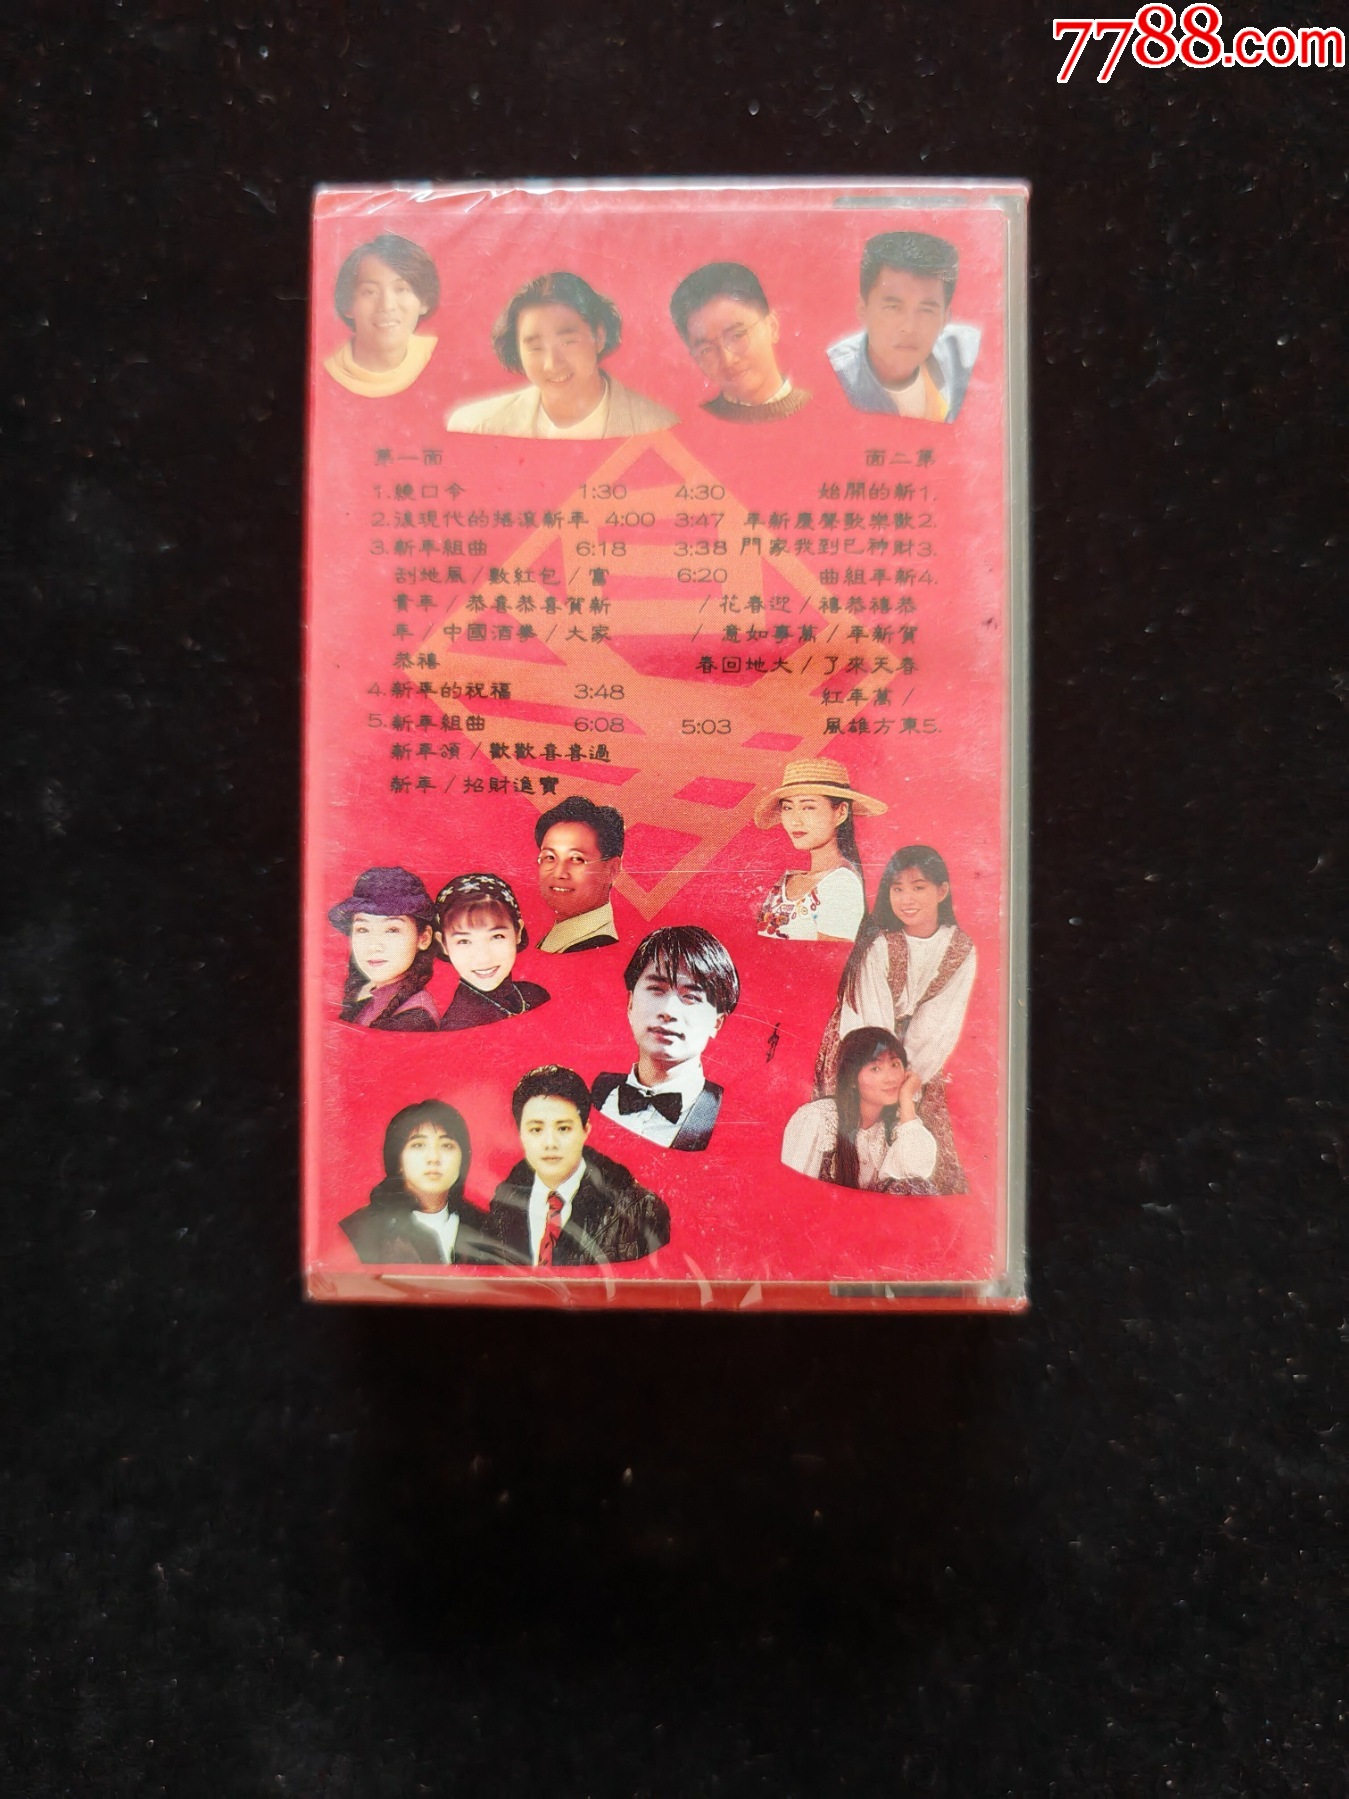 7788.com
第一面
1.繞口令 1:30
2.後現代的搖滾新年 4:00
3.新年組曲 6:18
刮地風/數紅包/富
貴年/恭喜恭喜賀新
年/中國酒拳/大家
恭禧
4.新年的祝福 3:48
5.新年組曲 6:08
新年頌/歡歡喜喜過
新年/招財進寶
第二面
1.新的開始 4:30
2.歡樂歌聲慶新年 3:47
3.財神已到我家門 3:38
4.新年組曲 6:20
恭禧恭禧/迎春花/
賀新年/萬事如意/
春天來了/大地回春
/萬年紅
5.東方雄風 5:03